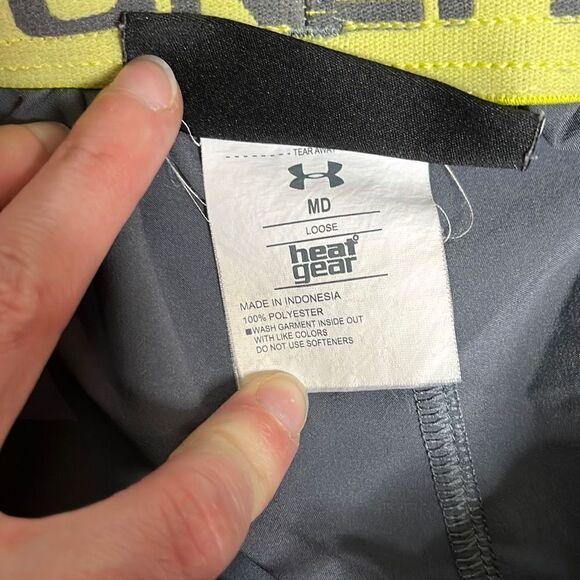 TEAR AWAY
MD
LOOSE
heat
gear
MADE IN INDONESIA
100% POLYESTER
■WASH GARMENT INSIDE OUT
WITH LIKE COLORS
DO NOT USE SOFTENERS